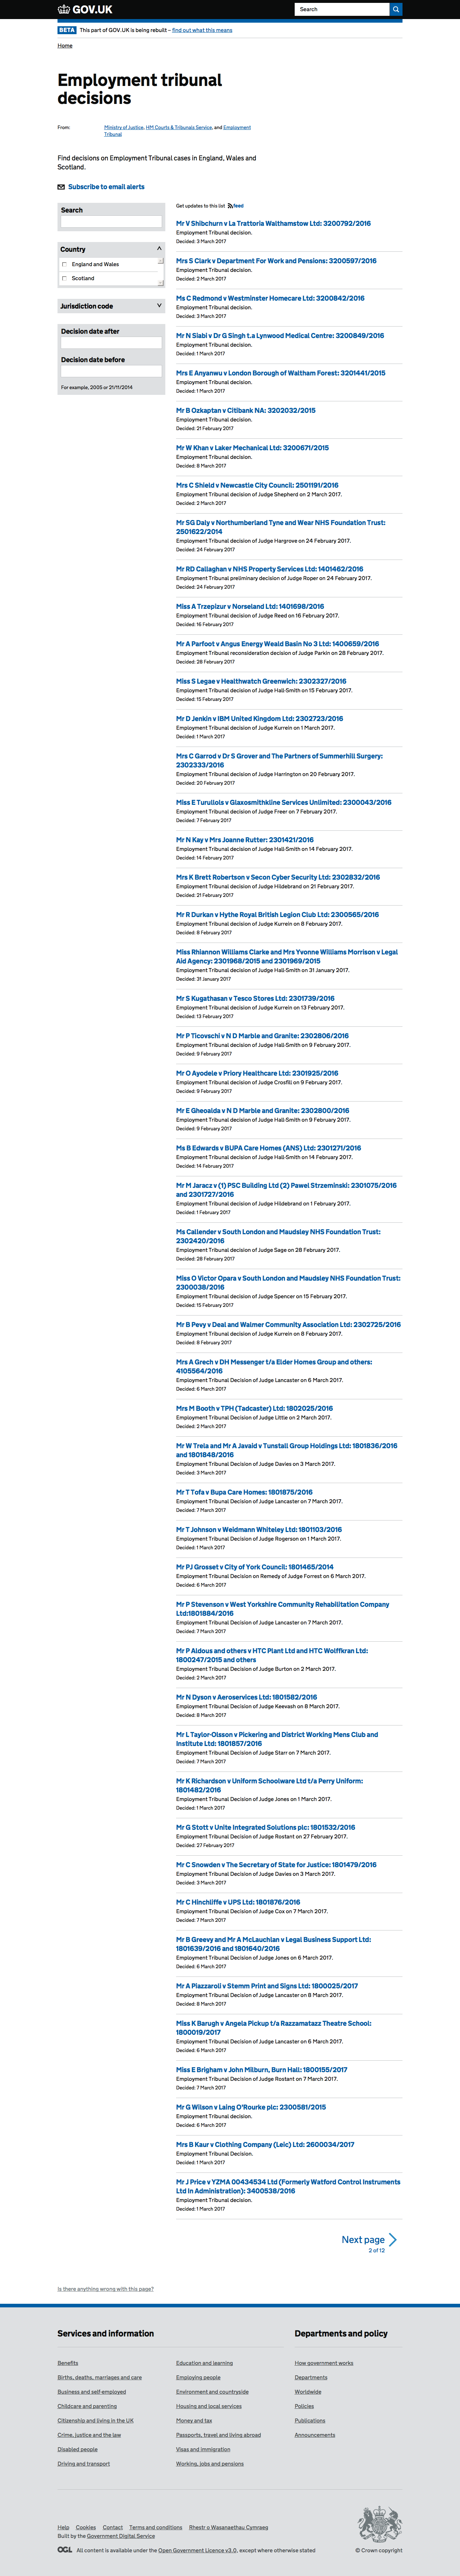 GOV.UK
Search
BETA This part of GOV.UK is being rebuilt – find out what this means
Home
Employment tribunal
decisions
From: Ministry of Justice, HM Courts & Tribunals Service, and Employment
Tribunal
Find decisions on Employment Tribunal cases in England, Wales and
Scotland.
Subscribe to email alerts
Search
Country
England and Wales
Scotland
Jurisdiction code
Decision date after
Decision date before
For example, 2005 or 21/11/2014
Get updates to this list feed
Mr V Shibchurn v La Trattoria Walthamstow Ltd: 3200792/2016
Employment Tribunal decision.
Decided: 3 March 2017
Mrs S Clark v Department For Work and Pensions: 3200597/2016
Employment Tribunal decision.
Decided: 2 March 2017
Ms C Redmond v Westminster Homecare Ltd: 3200842/2016
Employment Tribunal decision.
Decided: 3 March 2017
Mr N Siabi v Dr G Singh t.a Lynwood Medical Centre: 3200849/2016
Employment Tribunal decision.
Decided: 1 March 2017
Mrs E Anyanwu v London Borough of Waltham Forest: 3201441/2015
Employment Tribunal decision.
Decided: 1 March 2017
Mr B Ozkaptan v Citibank NA: 3202032/2015
Employment Tribunal decision.
Decided: 21 February 2017
Mr W Khan v Laker Mechanical Ltd: 3200671/2015
Employment Tribunal decision.
Decided: 8 March 2017
Mrs C Shield v Newcastle City Council: 2501191/2016
Employment Tribunal decision of Judge Shepherd on 2 March 2017.
Decided: 2 March 2017
Mr SG Daly v Northumberland Tyne and Wear NHS Foundation Trust:
2501622/2014
Employment Tribunal decision of Judge Hargrove on 24 February 2017.
Decided: 24 February 2017
Mr RD Callaghan v NHS Property Services Ltd: 1401462/2016
Employment Tribunal preliminary decision of Judge Roper on 24 February 2017.
Decided: 24 February 2017
Miss A Trzepizur v Norseland Ltd: 1401698/2016
Employment Tribunal decision of Judge Reed on 16 February 2017.
Decided: 16 February 2017
Mr A Parfoot v Angus Energy Weald Basin No 3 Ltd: 1400659/2016
Employment Tribunal reconsideration decision of Judge Parkin on 28 February 2017.
Decided: 28 February 2017
Miss S Legae v Healthwatch Greenwich: 2302327/2016
Employment Tribunal decision of Judge Hall-Smith on 15 February 2017.
Decided: 15 February 2017
Mr D Jenkin v IBM United Kingdom Ltd: 2302723/2016
Employment Tribunal decision of Judge Kurrein on 1 March 2017.
Decided: 1 March 2017
Mrs C Garrod v Dr S Grover and The Partners of Summerhill Surgery:
2302333/2016
Employment Tribunal decision of Judge Harrington on 20 February 2017.
Decided: 20 February 2017
Miss E Turullols v Glaxosmithkline Services Unlimited: 2300043/2016
Employment Tribunal decision of Judge Freer on 7 February 2017.
Decided: 7 February 2017
Mr N Kay v Mrs Joanne Rutter: 2301421/2016
Employment Tribunal decision of Judge Hall-Smith on 14 February 2017.
Decided: 14 February 2017
Mrs K Brett Robertson v Secon Cyber Security Ltd: 2302832/2016
Employment Tribunal decision of Judge Hildebrand on 21 February 2017.
Decided: 21 February 2017
Mr R Durkan v Hythe Royal British Legion Club Ltd: 2300565/2016
Employment Tribunal decision of Judge Kurrein on 8 February 2017.
Decided: 8 February 2017
Miss Rhiannon Williams Clarke and Mrs Yvonne Williams Morrison v Legal
Aid Agency: 2301968/2015 and 2301969/2015
Employment Tribunal decision of Judge Hall-Smith on 31 January 2017.
Decided: 31 January 2017
Mr S Kugathasan v Tesco Stores Ltd: 2301739/2016
Employment Tribunal decision of Judge Kurrein on 13 February 2017.
Decided: 13 February 2017
Mr P Ticovschi v N D Marble and Granite: 2302806/2016
Employment Tribunal decision of Judge Hall-Smith on 9 February 2017.
Decided: 9 February 2017
Mr O Ayodele v Priory Healthcare Ltd: 2301925/2016
Employment Tribunal decision of Judge Crosfill on 9 February 2017.
Decided: 9 February 2017
Mr E Gheoalda v N D Marble and Granite: 2302800/2016
Employment Tribunal decision of Judge Hall-Smith on 9 February 2017.
Decided: 9 February 2017
Ms B Edwards v BUPA Care Homes (ANS) Ltd: 2301271/2016
Employment Tribunal decision of Judge Hall-Smith on 14 February 2017.
Decided: 14 February 2017
Mr M Jaracz v (1) PSC Building Ltd (2) Pawel Strzeminski: 2301075/2016
and 2301727/2016
Employment Tribunal decision of Judge Hildebrand on 1 February 2017.
Decided: 1 February 2017
Ms Callender v South London and Maudsley NHS Foundation Trust:
2302420/2016
Employment Tribunal decision of Judge Sage on 28 February 2017.
Decided: 28 February 2017
Miss O Victor Opara v South London and Maudsley NHS Foundation Trust:
2300038/2016
Employment Tribunal decision of Judge Spencer on 15 February 2017.
Decided: 15 February 2017
Mr B Pevy v Deal and Walmer Community Association Ltd: 2302725/2016
Employment Tribunal decision of Judge Kurrein on 8 February 2017.
Decided: 8 February 2017
Mrs A Grech v DH Messenger t/a Elder Homes Group and others:
4105564/2016
Employment Tribunal Decision of Judge Lancaster on 6 March 2017.
Decided: 6 March 2017
Mrs M Booth v TPH (Tadcaster) Ltd: 1802025/2016
Employment Tribunal Decision of Judge Little on 2 March 2017.
Decided: 2 March 2017
Mr W Trela and Mr A Javaid v Tunstall Group Holdings Ltd: 1801836/2016
and 1801848/2016
Employment Tribunal Decision of Judge Davies on 3 March 2017.
Decided: 3 March 2017
Mr T Tofa v Bupa Care Homes: 1801875/2016
Employment Tribunal Decision of Judge Lancaster on 7 March 2017.
Decided: 7 March 2017
Mr T Johnson v Weidmann Whiteley Ltd: 1801103/2016
Employment Tribunal Decision of Judge Rogerson on 1 March 2017.
Decided: 1 March 2017
Mr PJ Grosset v City of York Council: 1801465/2014
Employment Tribunal Decision on Remedy of Judge Forrest on 6 March 2017.
Decided: 6 March 2017
Mr P Stevenson v West Yorkshire Community Rehabilitation Company
Ltd:1801884/2016
Employment Tribunal Decision of Judge Lancaster on 7 March 2017.
Decided: 7 March 2017
Mr P Aldous and others v HTC Plant Ltd and HTC Wolffkran Ltd:
1800247/2015 and others
Employment Tribunal Decision of Judge Burton on 2 March 2017.
Decided: 2 March 2017
Mr N Dyson v Aeroservices Ltd: 1801582/2016
Employment Tribunal Decision of Judge Keevash on 8 March 2017.
Decided: 8 March 2017
Mr L Taylor-Olsson v Pickering and District Working Mens Club and
Institute Ltd: 1801857/2016
Employment Tribunal Decision of Judge Starr on 7 March 2017.
Decided: 7 March 2017
Mr K Richardson v Uniform Schoolware Ltd t/a Perry Uniform:
1801482/2016
Employment Tribunal Decision of Judge Jones on 1 March 2017.
Decided: 1 March 2017
Mr G Stott v Unite Integrated Solutions plc: 1801532/2016
Employment Tribunal Decision of Judge Rostant on 27 February 2017.
Decided: 27 February 2017
Mr C Snowden v The Secretary of State for Justice: 1801479/2016
Employment Tribunal Decision of Judge Davies on 3 March 2017.
Decided: 3 March 2017
Mr C Hinchliffe v UPS Ltd: 1801876/2016
Employment Tribunal Decision of Judge Cox on 7 March 2017.
Decided: 7 March 2017
Mr B Greevy and Mr A McLauchlan v Legal Business Support Ltd:
1801639/2016 and 1801640/2016
Employment Tribunal Decision of Judge Jones on 6 March 2017.
Decided: 6 March 2017
Mr A Piazzaroli v Stemm Print and Signs Ltd: 1800025/2017
Employment Tribunal Decision of Judge Lancaster on 8 March 2017.
Decided: 8 March 2017
Miss K Barugh v Angela Pickup t/a Razzamatazz Theatre School:
1800019/2017
Employment Tribunal Decision of Judge Lancaster on 6 March 2017.
Decided: 6 March 2017
Miss E Brigham v John Milburn, Burn Hall: 1800155/2017
Employment Tribunal Decision of Judge Rostant on 7 March 2017.
Decided: 7 March 2017
Mr G Wilson v Laing O'Rourke plc: 2300581/2015
Employment Tribunal decision.
Decided: 6 March 2017
Mrs B Kaur v Clothing Company (Leic) Ltd: 2600034/2017
Employment Tribunal Decision.
Decided: 1 March 2017
Mr J Price v YZMA 00434534 Ltd (Formerly Watford Control Instruments
Ltd In Administration): 3400538/2016
Employment Tribunal decision.
Decided: 1 March 2017
Next page
2 of 12
Is there anything wrong with this page?
Services and information
Benefits
Births, deaths, marriages and care
Business and self-employed
Childcare and parenting
Citizenship and living in the UK
Crime, justice and the law
Disabled people
Driving and transport
Education and learning
Employing people
Environment and countryside
Housing and local services
Money and tax
Passports, travel and living abroad
Visas and immigration
Working, jobs and pensions
Departments and policy
How government works
Departments
Worldwide
Policies
Publications
Announcements
Help Cookies Contact Terms and conditions Rhestr o Wasanaethau Cymraeg
Built by the Government Digital Service
OGL All content is available under the Open Government Licence v3.0, except where otherwise stated
© Crown copyright